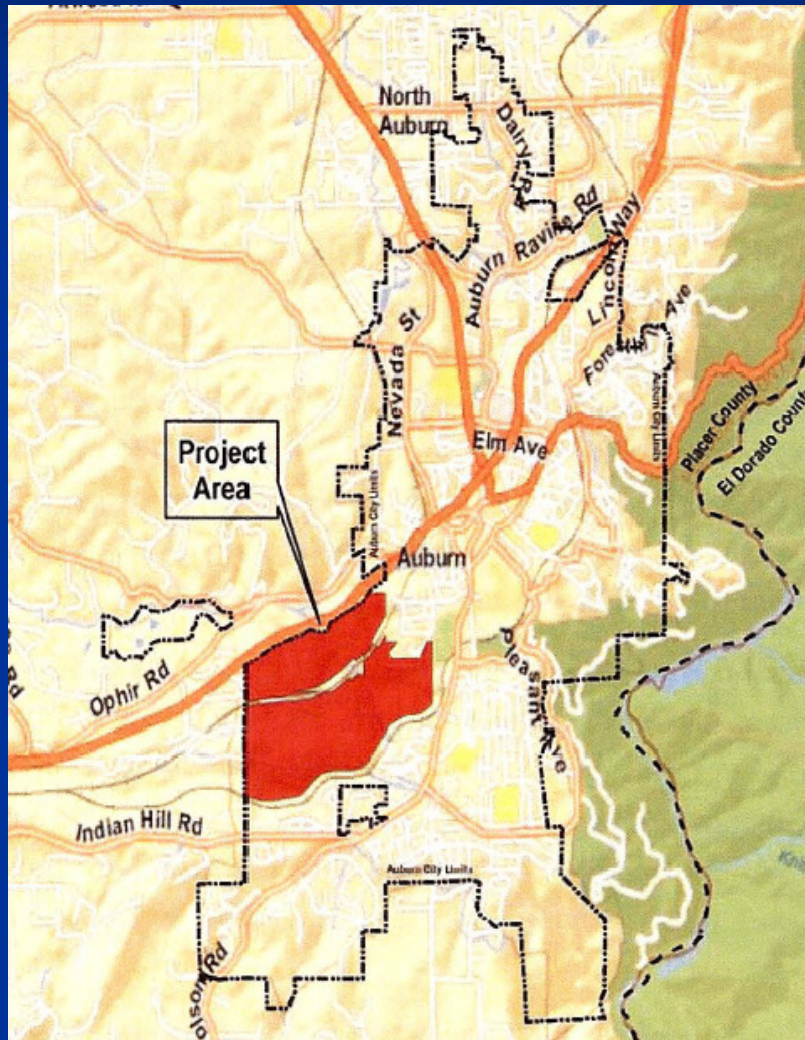 North
Auburn
Dairy Rd
Auburn Ravine Rd
Lincoln Way
Nevada St
Ave
Auburn City Limits
Placer County
El Dorado County
Elm Ave
Project
Area
Auburn City Limits
Auburn
Pleasant Ave
Ophir Rd
Rd
Indian Hill Rd
Auburn City Limits
olsom Rd